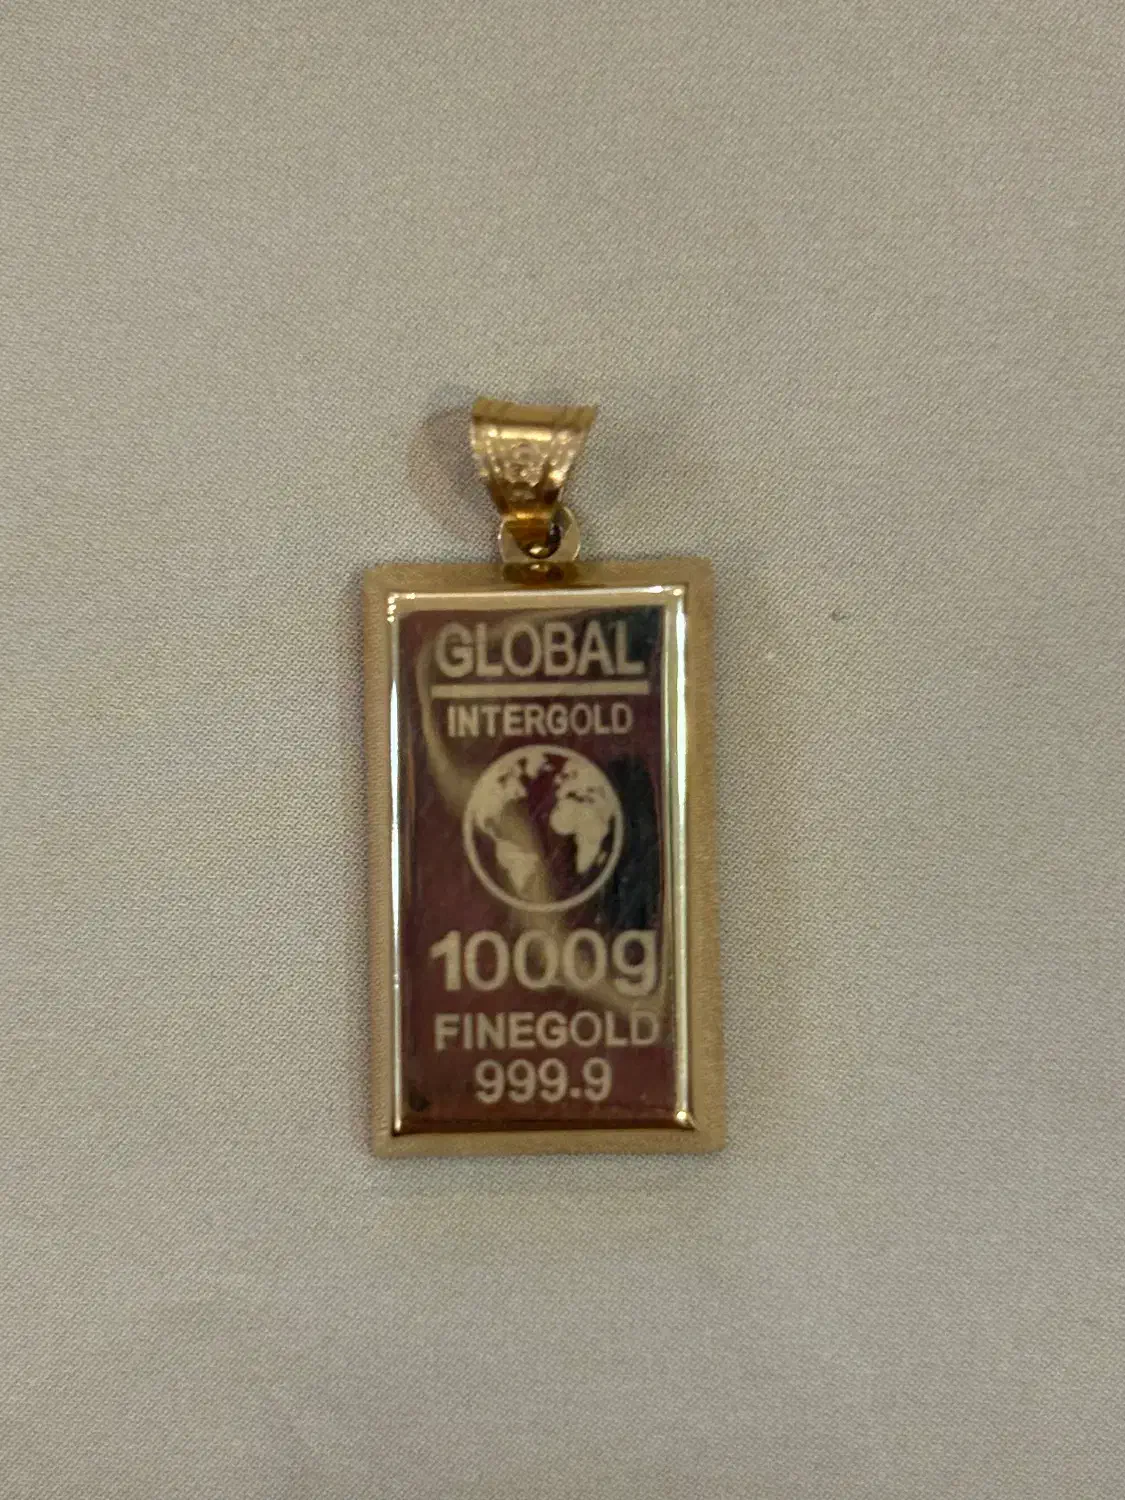 GLOBAL
INTERGOLD
1000g
FINEGOLD
999.9